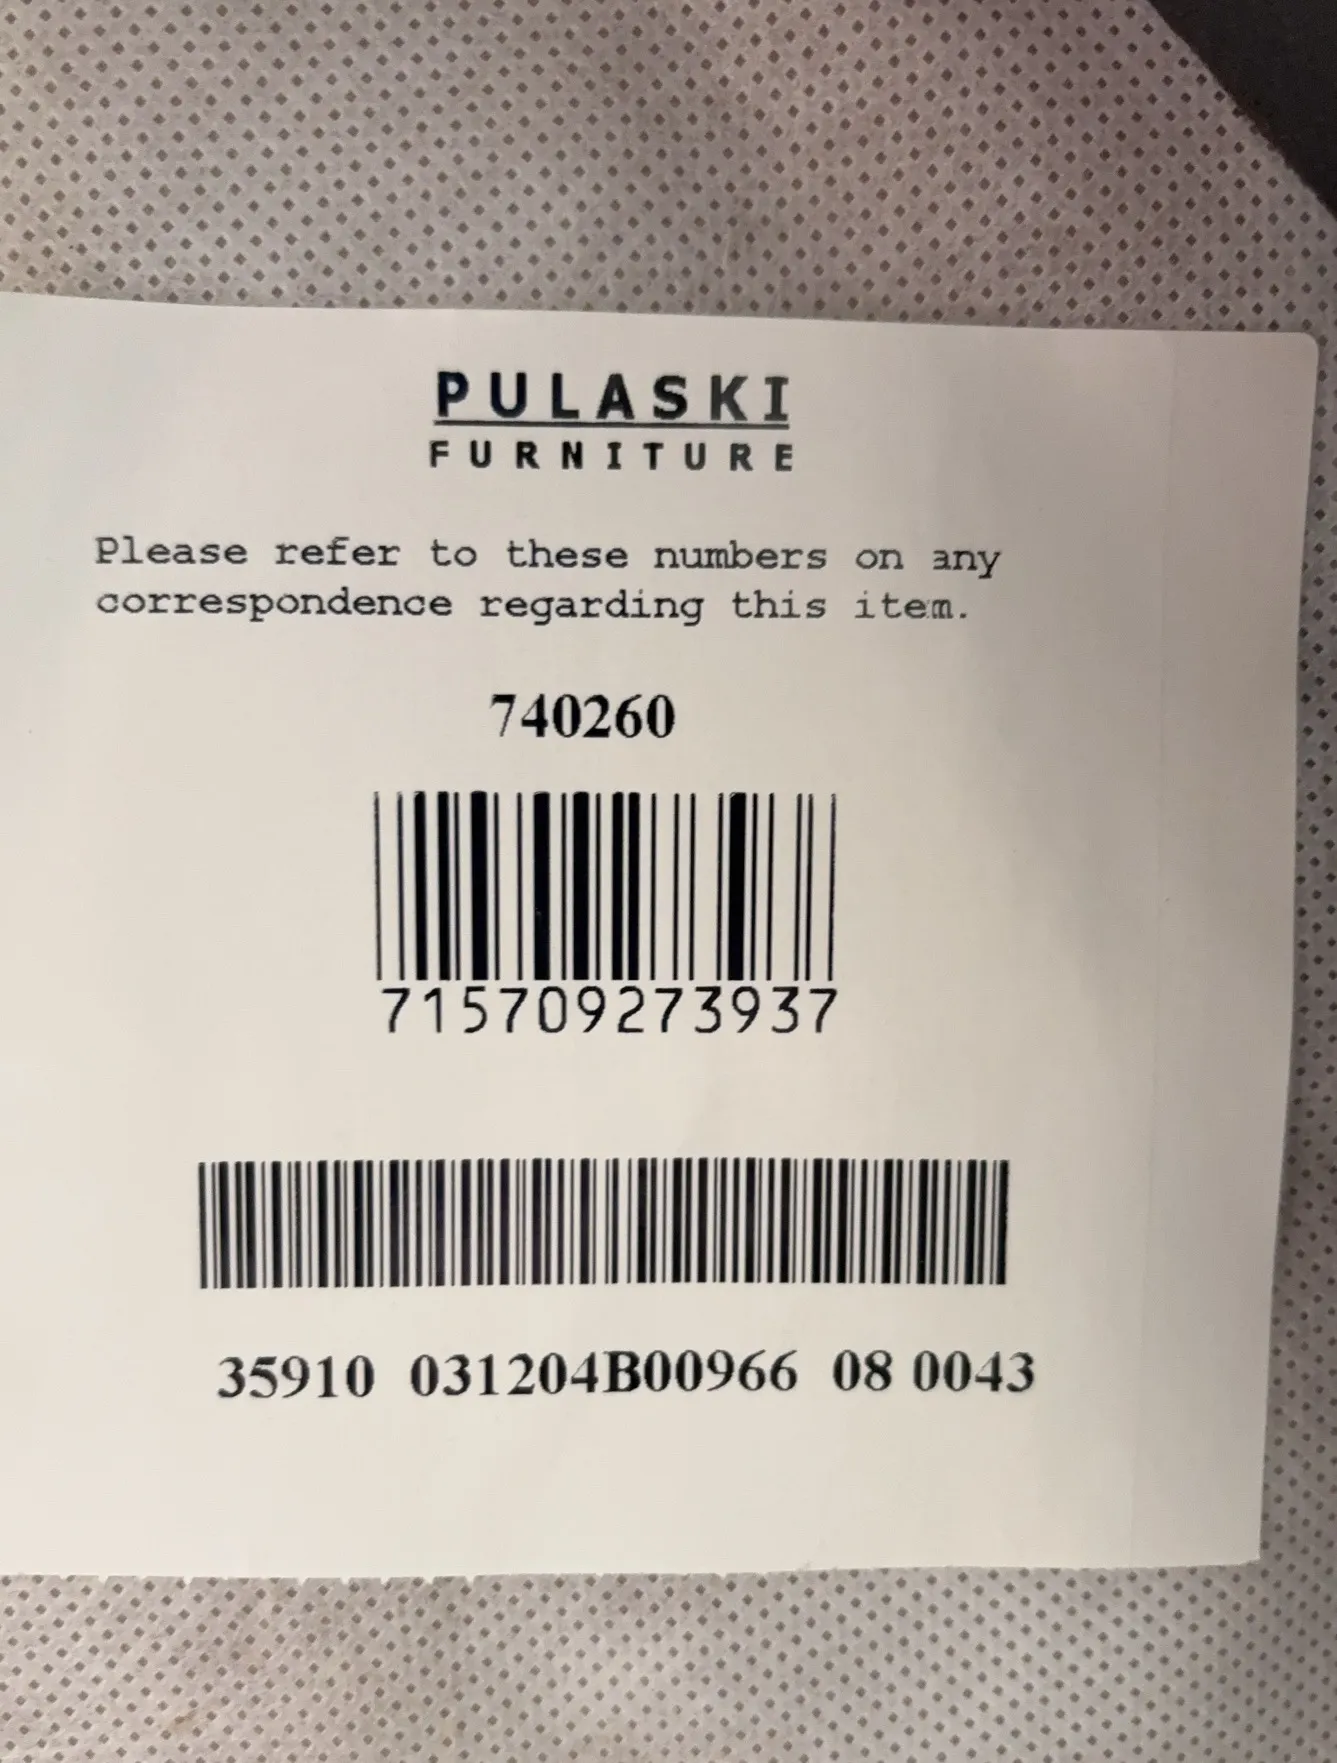 PULASKI
FURNITURE
Please refer to these numbers on any
correspondence regarding this item.
740260
715709273937
35910 031204B00966 08 0043